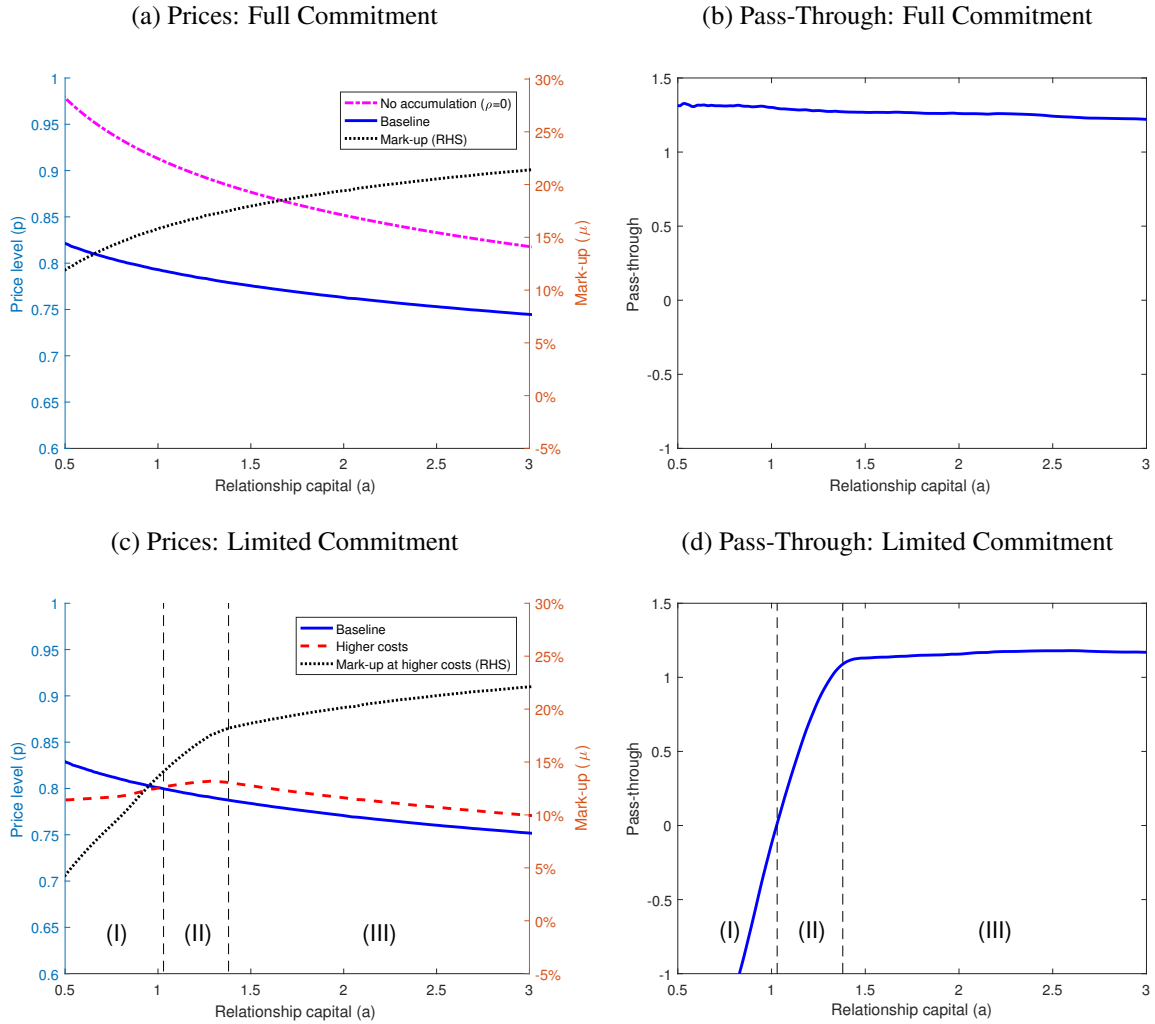 (a) Prices: Full Commitment
1
0.95
0.9
0.85
0.8
0.75
0.7
0.65
0.6
Price level (p)
30%
25%
20%
15%
10%
5%
0%
-5%
Mark-up (μ)
No accumulation (ρ=0)
Baseline
Mark-up (RHS)
0.5 1 1.5 2 2.5 3
Relationship capital (a)
(b) Pass-Through: Full Commitment
1.5
1
0.5
0
-0.5
-1
Pass-through
0.5 1 1.5 2 2.5 3
Relationship capital (a)
(c) Prices: Limited Commitment
1
0.95
0.9
0.85
0.8
0.75
0.7
0.65
0.6
Price level (p)
30%
25%
20%
15%
10%
5%
0%
-5%
Mark-up (μ)
Baseline
Higher costs
Mark-up at higher costs (RHS)
(I) (II) (III)
0.5 1 1.5 2 2.5 3
Relationship capital (a)
(d) Pass-Through: Limited Commitment
1.5
1
0.5
0
-0.5
-1
Pass-through
(I) (II) (III)
0.5 1 1.5 2 2.5 3
Relationship capital (a)